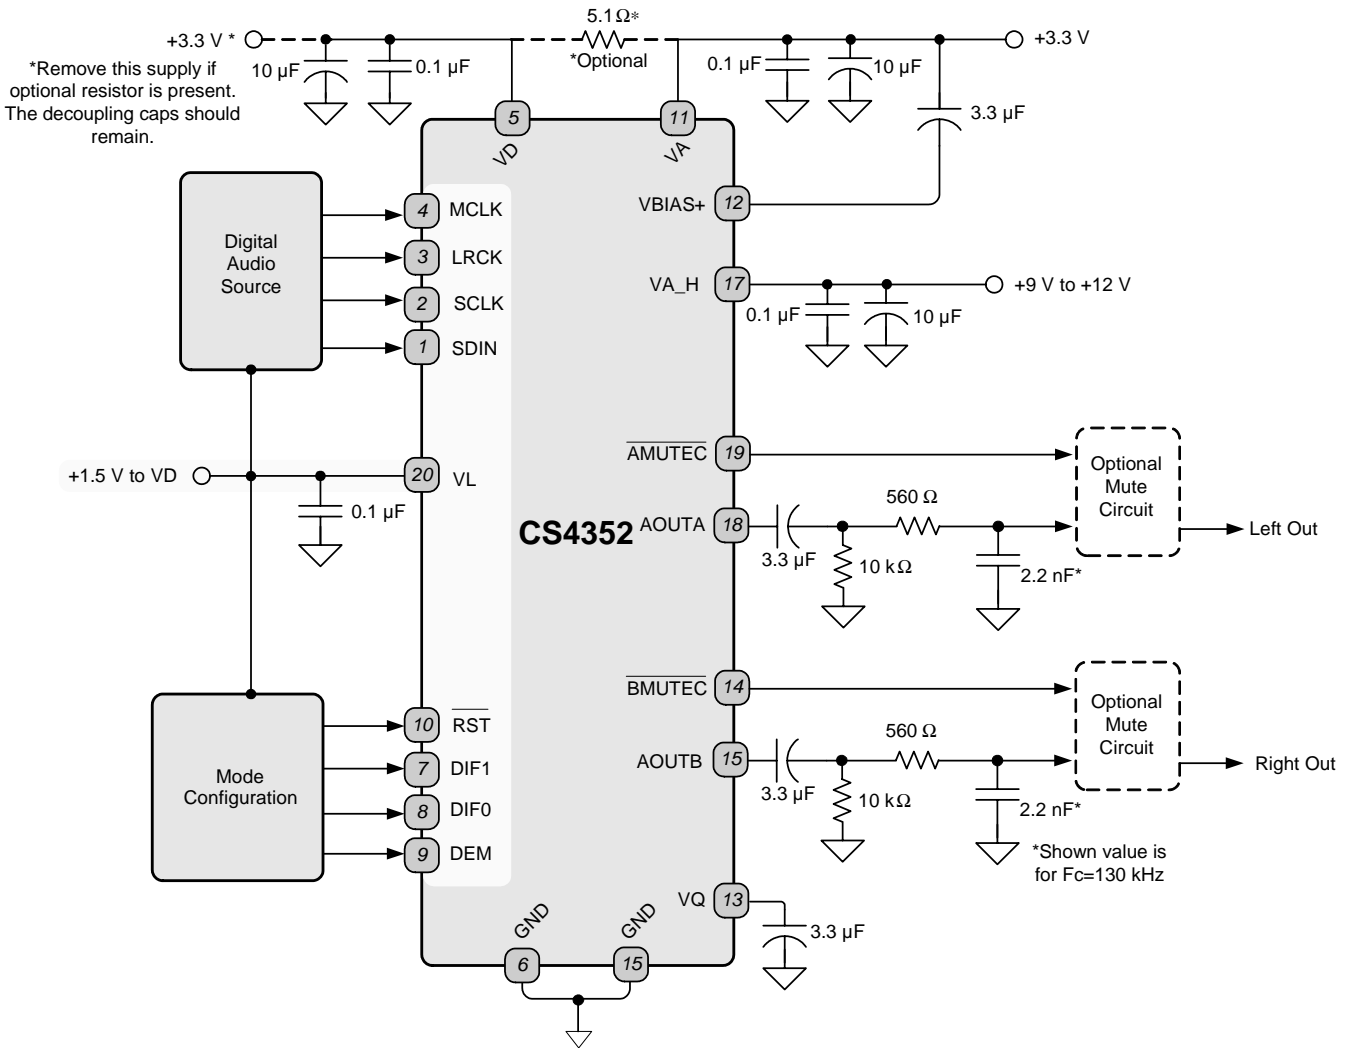 5.1Ω*
+3.3 V *
*Optional
+3.3 V
*Remove this supply if
optional resistor is present.
The decoupling caps should
remain.
10 µF
0.1 µF
0.1 µF
10 µF
3.3 µF
5
VD
11
VA
Digital
Audio
Source
4
MCLK
3
LRCK
2
SCLK
1
SDIN
VBIAS+
12
VA_H
17
+9 V to +12 V
0.1 µF
10 µF
+1.5 V to VD
20
VL
0.1 µF
CS4352
AMUTEC
19
AOUTA
18
3.3 µF
10 kΩ
560 Ω
2.2 nF*
Optional
Mute
Circuit
Left Out
BMUTEC
14
AOUTB
15
3.3 µF
10 kΩ
560 Ω
2.2 nF*
Optional
Mute
Circuit
Right Out
*Shown value is
for Fc=130 kHz
Mode
Configuration
10
RST
7
DIF1
8
DIF0
9
DEM
VQ
13
3.3 µF
GND
6
GND
15